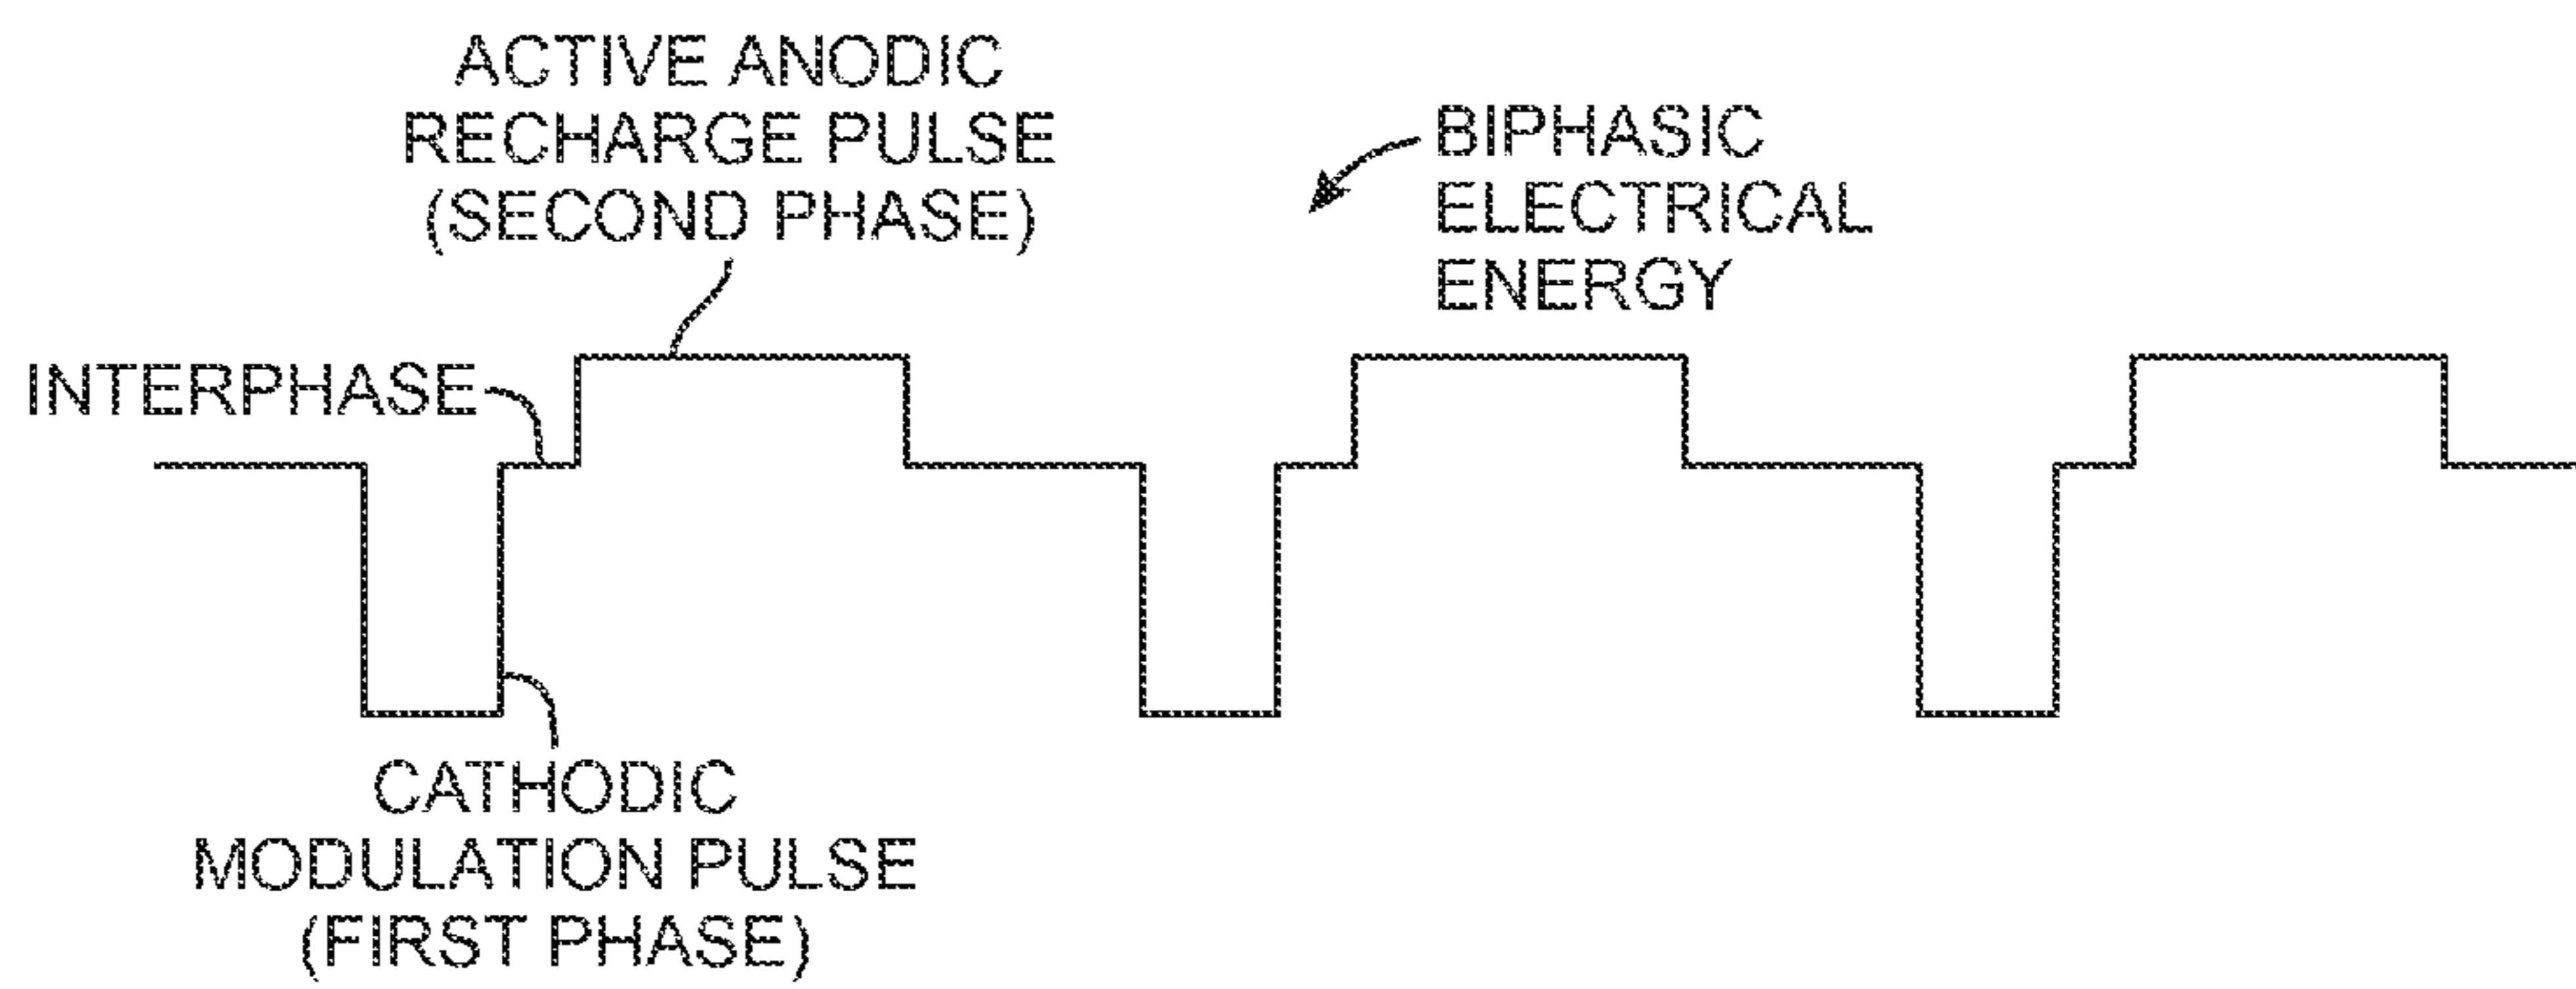 ACTIVE ANODIC
RECHARGE PULSE
(SECOND PHASE)
BIPHASIC
ELECTRICAL
ENERGY
INTERPHASE
CATHODIC
MODULATION PULSE
(FIRST PHASE)